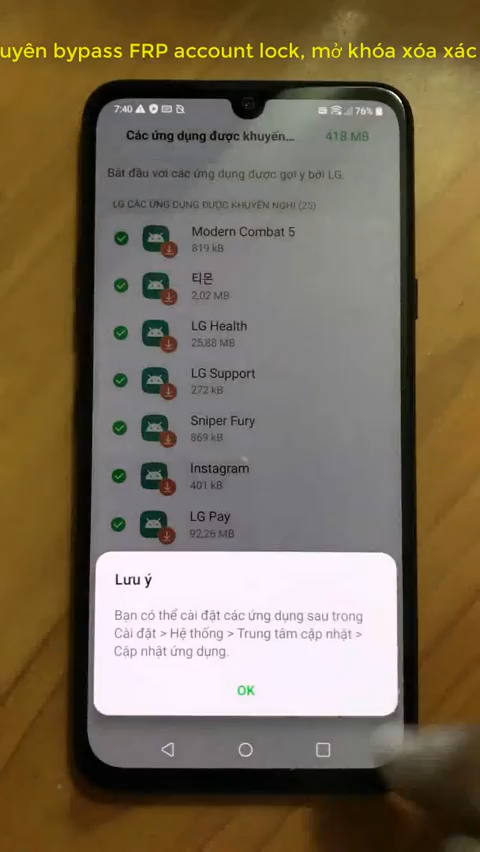 uyên bypass FRP account lock, mở khóa xóa xác
7:40
76%
Các ứng dụng được khuyến... 418 MB
Bắt đầu với các ứng dụng được gợi ý bởi LG.
LG CÁC ỨNG DỤNG ĐƯỢC KHUYẾN NGHỊ (25)
Modern Combat 5
819 kB
티몬
2,02 MB
LG Health
25,88 MB
LG Support
272 kB
Sniper Fury
869 kB
Instagram
401 kB
LG Pay
92,26 MB
Lưu ý
Bạn có thể cài đặt các ứng dụng sau trong
Cài đặt > Hệ thống > Trung tâm cập nhật >
Cập nhật ứng dụng.
OK